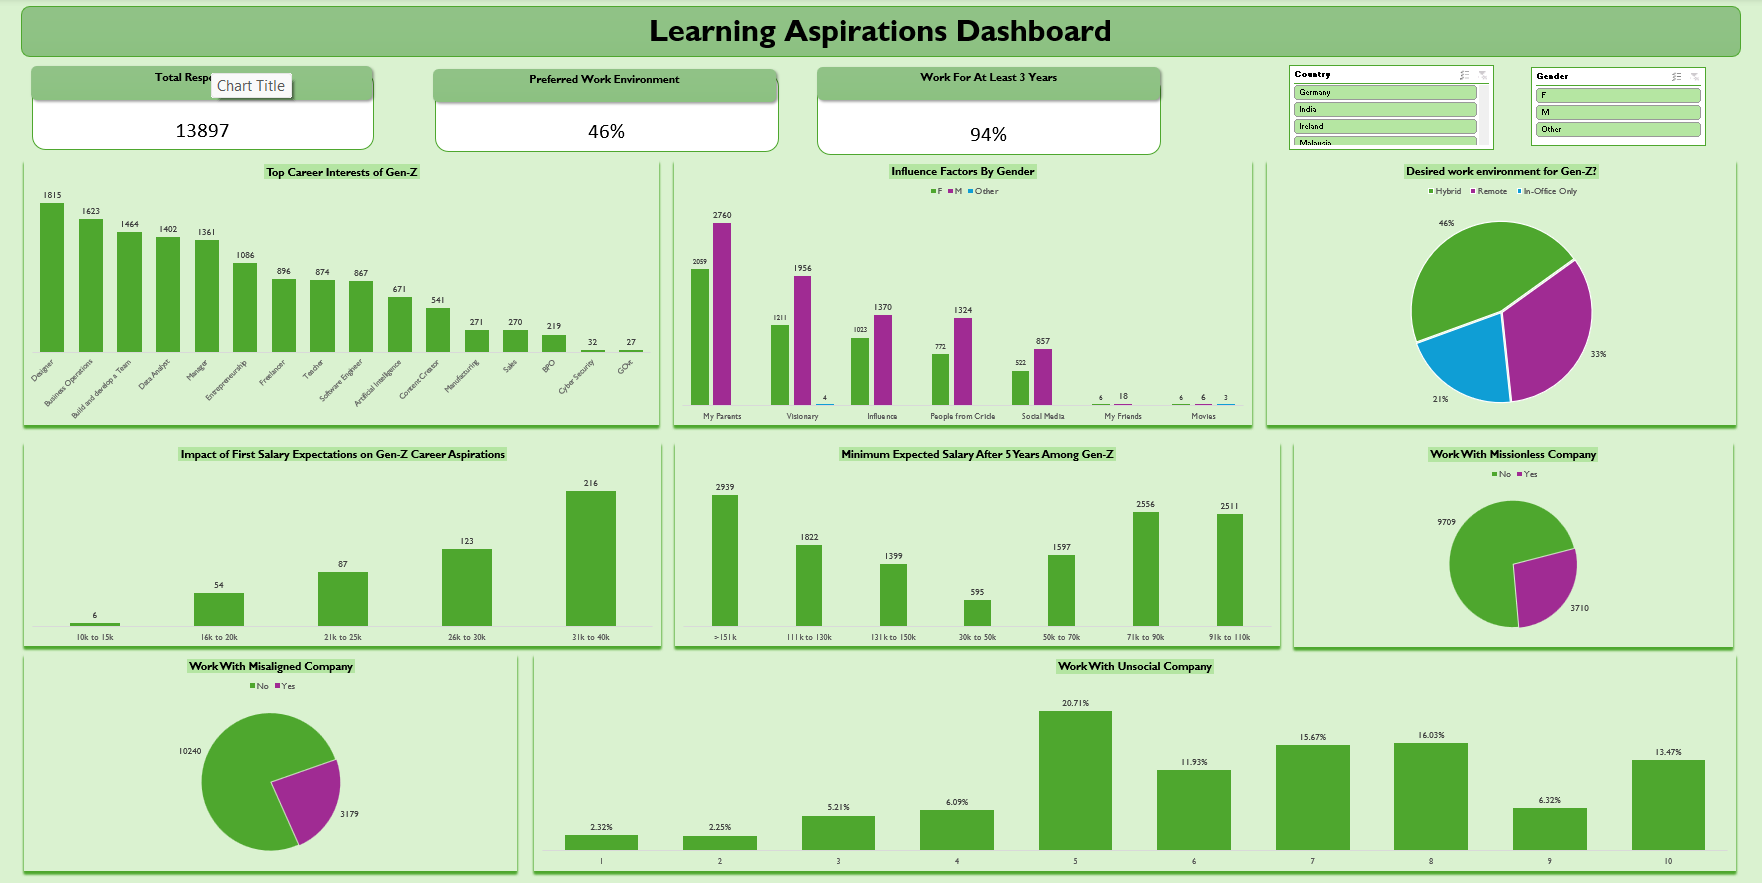 Learning Aspirations Dashboard
Total Respo
Chart Title
13897
Preferred Work Environment
46%
Work For At Least 3 Years
94%
Country
Germany
India
Ireland
Malaysia
Gender
F
M
Other
Top Career Interests of Gen-Z
1815
1623
1464
1402
1361
1086
896
874
867
671
541
271
270
219
32
27
Designer
Business Operations
Build and develop a Team
Data Analyst
Manager
Entrepreneurship
Freelancer
Teacher
Software Engineer
Artificial Intelligence
Content Creator
Manufacturing
Sales
BPO
Cyber Security
GOvt
Influence Factors By Gender
F M Other
2059 2760
1211 1956 4
1023 1370
772 1324
522 857
6 18
6 6 3
My Parents Visionary Influence People from Cricle Social Media My Friends Movies
Desired work environment for Gen-Z?
Hybrid Remote In-Office Only
46%
33%
21%
Impact of First Salary Expectations on Gen-Z Career Aspirations
6
54
87
123
216
10k to 15k 16k to 20k 21k to 25k 26k to 30k 31k to 40k
Minimum Expected Salary After 5 Years Among Gen-Z
2939
1822
1399
595
1597
2556
2511
>151k 111k to 130k 131k to 150k 30k to 50k 50k to 70k 71k to 90k 91k to 110k
Work With Missionless Company
No Yes
9709
3710
Work With Misaligned Company
No Yes
10240
3179
Work With Unsocial Company
2.32%
2.25%
5.21%
6.09%
20.71%
11.93%
15.67%
16.03%
6.32%
13.47%
1 2 3 4 5 6 7 8 9 10